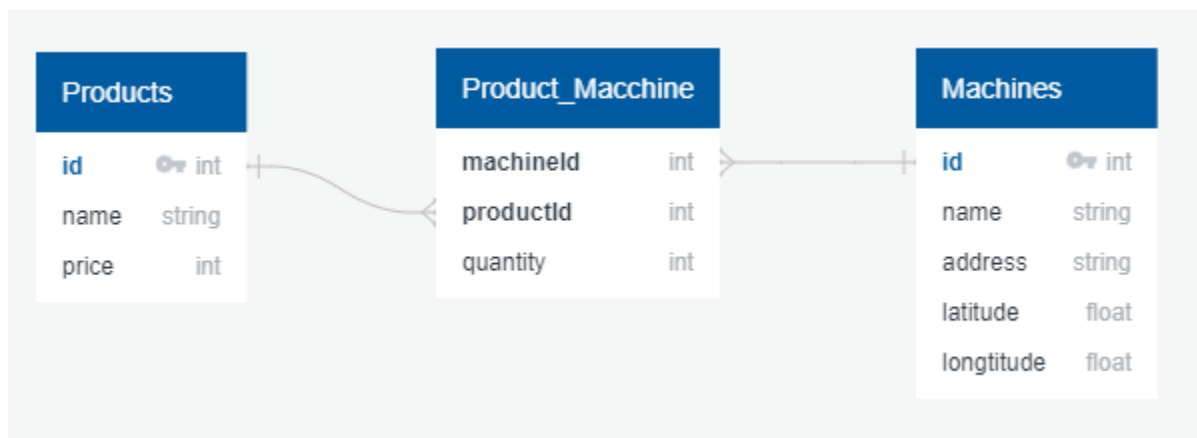 Products
id int
name string
price int
Product_Macchine
machineId int
productId int
quantity int
Machines
id int
name string
address string
latitude float
longtitude float